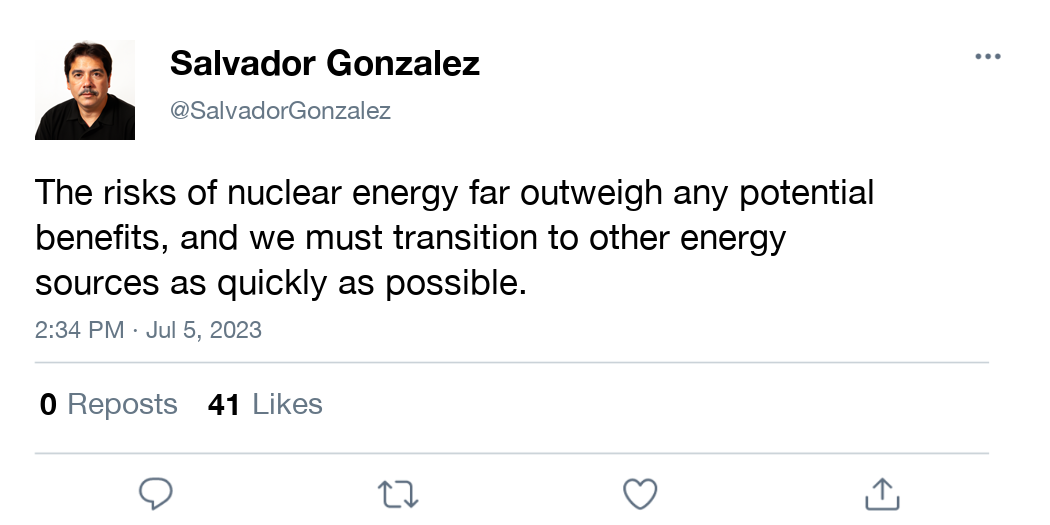 Salvador Gonzalez
@SalvadorGonzalez
The risks of nuclear energy far outweigh any potential
benefits, and we must transition to other energy
sources as quickly as possible.
2:34 PM · Jul 5, 2023
0 Reposts 41 Likes